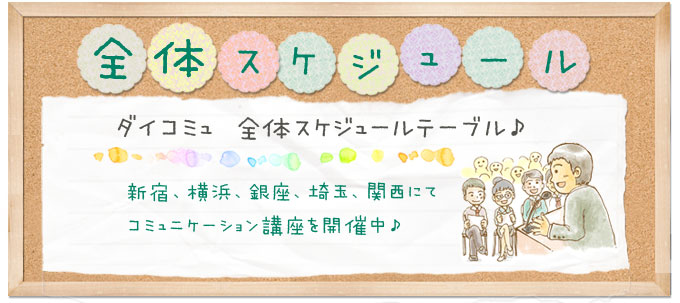 全体スケジュール
ダイコミュ 全体スケジュールテーブル♪
新宿、横浜、銀座、埼玉、関西にて
コミュニケーション講座を開催中♪